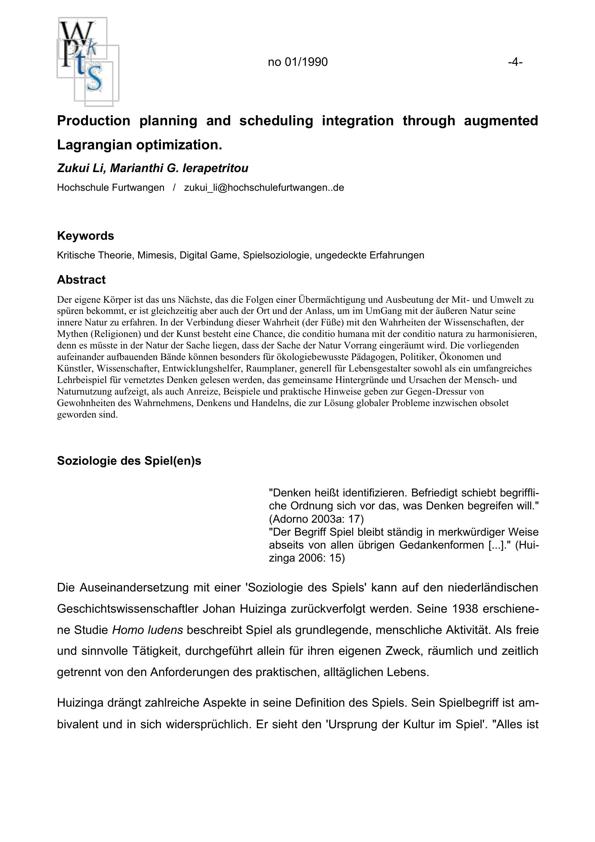 W
P k
t s
S
no 01/1990 -4-
Production planning and scheduling integration through augmented
Lagrangian optimization.
Zukui Li, Marianthi G. Ierapetritou
Hochschule Furtwangen / zukui_li@hochschulefurtwangen..de
Keywords
Kritische Theorie, Mimesis, Digital Game, Spielsoziologie, ungedeckte Erfahrungen
Abstract
Der eigene Körper ist das uns Nächste, das die Folgen einer Übermächtigung und Ausbeutung der Mit- und Umwelt zu
spüren bekommt, er ist gleichzeitig aber auch der Ort und der Anlass, um im UmGang mit der äußeren Natur seine
innere Natur zu erfahren. In der Verbindung dieser Wahrheit (der Füße) mit den Wahrheiten der Wissenschaften, der
Mythen (Religionen) und der Kunst besteht eine Chance, die conditio humana mit der conditio natura zu harmonisieren,
denn es müsste in der Natur der Sache liegen, dass der Sache der Natur Vorrang eingeräumt wird. Die vorliegenden
aufeinander aufbauenden Bände können besonders für ökologiebewusste Pädagogen, Politiker, Ökonomen und
Künstler, Wissenschafter, Entwicklungshelfer, Raumplaner, generell für Lebensgestalter sowohl als ein umfangreiches
Lehrbeispiel für vernetztes Denken gelesen werden, das gemeinsame Hintergründe und Ursachen der Mensch- und
Naturnutzung aufzeigt, als auch Anreize, Beispiele und praktische Hinweise geben zur Gegen-Dressur von
Gewohnheiten des Wahrnehmens, Denkens und Handelns, die zur Lösung globaler Probleme inzwischen obsolet
geworden sind.
Soziologie des Spiel(en)s
"Denken heißt identifizieren. Befriedigt schiebt begriffli-
che Ordnung sich vor das, was Denken begreifen will."
(Adorno 2003a: 17)
"Der Begriff Spiel bleibt ständig in merkwürdiger Weise
abseits von allen übrigen Gedankenformen [...]." (Hui-
zinga 2006: 15)
Die Auseinandersetzung mit einer 'Soziologie des Spiels' kann auf den niederländischen
Geschichtswissenschaftler Johan Huizinga zurückverfolgt werden. Seine 1938 erschiene-
ne Studie Homo ludens beschreibt Spiel als grundlegende, menschliche Aktivität. Als freie
und sinnvolle Tätigkeit, durchgeführt allein für ihren eigenen Zweck, räumlich und zeitlich
getrennt von den Anforderungen des praktischen, alltäglichen Lebens.
Huizinga drängt zahlreiche Aspekte in seine Definition des Spiels. Sein Spielbegriff ist am-
bivalent und in sich widersprüchlich. Er sieht den 'Ursprung der Kultur im Spiel'. "Alles ist